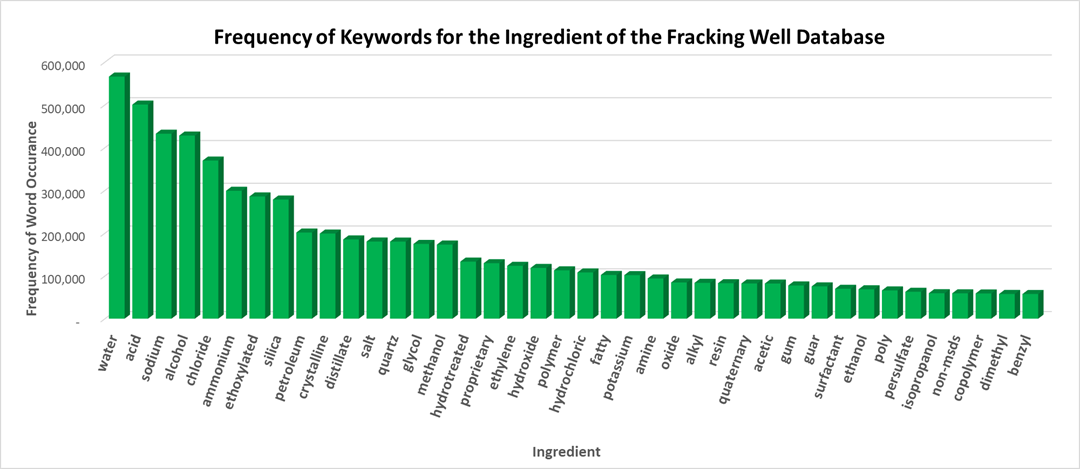 Frequency of Keywords for the Ingredient of the Fracking Well Database
Frequency of Word Occurance
600,000
500,000
400,000
300,000
200,000
100,000
-
water
acid
sodium
alcohol
chloride
ammonium
ethoxylated
silica
petroleum
crystalline
distillate
salt
quartz
glycol
methanol
hydrotreated
proprietary
ethylene
hydroxide
polymer
hydrochloric
fatty
potassium
amine
oxide
alkyl
resin
quaternary
acetic
gum
guar
surfactant
ethanol
poly
persulfate
isopropanol
non-msds
copolymer
dimethyl
benzyl
Ingredient